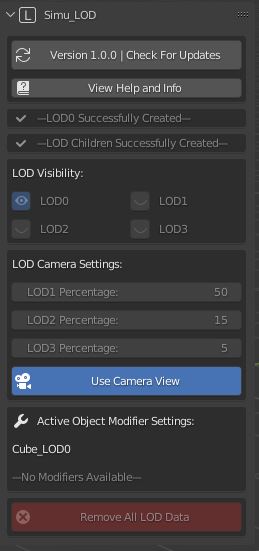 L Simu_LOD
Version 1.0.0 | Check For Updates
View Help and Info
—LOD0 Successfully Created—
—LOD Children Successfully Created—
LOD Visibility:
LOD0 LOD1
LOD2 LOD3
LOD Camera Settings:
LOD1 Percentage: 50
LOD2 Percentage: 15
LOD3 Percentage: 5
Use Camera View
Active Object Modifier Settings:
Cube_LOD0
—No Modifiers Available—
Remove All LOD Data